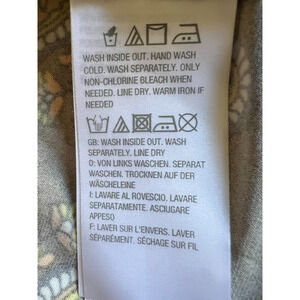 WASH INSIDE OUT. HAND WASH
COLD. WASH SEPARATELY. ONLY
NON-CHLORINE BLEACH WHEN
NEEDED. LINE DRY. WARM IRON IF
NEEDED
GB: WASH INSIDE OUT. WASH
SEPARATELY. LINE DRY
D: VON LINKS WASCHEN. SEPARAT
WASCHEN. TROCKNEN AUF DER
WÄSCHELEINE
I: LAVARE AL ROVESCIO. LAVARE
SEPARATAMENTE. ASCIUGARE
APPESO
F: LAVER SUR L'ENVERS. LAVER
SÉPARÉMENT. SÉCHAGE SUR FIL